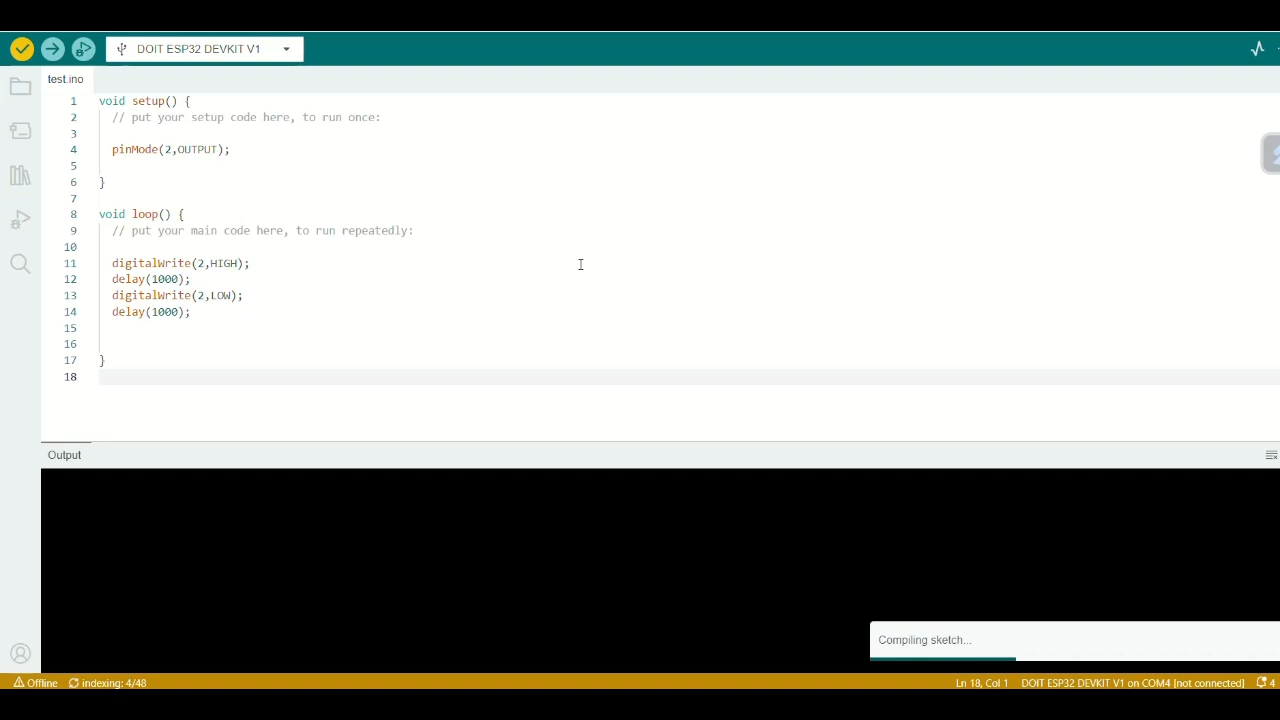 DOIT ESP32 DEVKIT V1
test.ino
1 void setup() {
2 // put your setup code here, to run once:
3
4 pinMode(2,OUTPUT);
5
6 }
7
8 void loop() {
9 // put your main code here, to run repeatedly:
10
11 digitalWrite(2,HIGH);
12 delay(1000);
13 digitalWrite(2,LOW);
14 delay(1000);
15
16
17 }
18
Output
Compiling sketch...
Offline indexing: 4/48 Ln 18, Col 1 DOIT ESP32 DEVKIT V1 on COM4 [not connected] 4